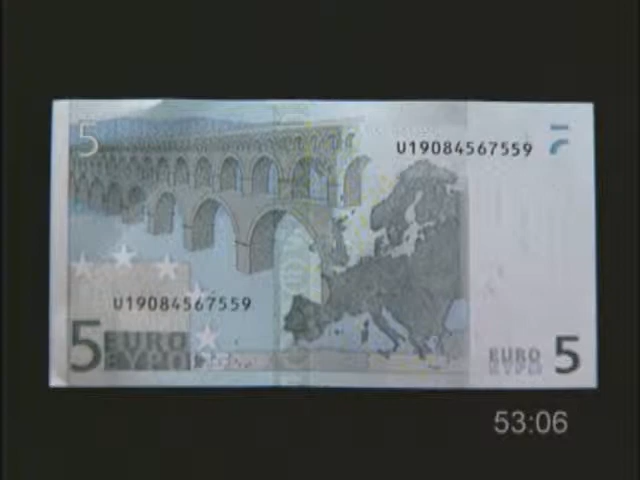 5
U19084567559
U19084567559
5 EURO
EYPΩ
EURO 5
EYPΩ
53:06